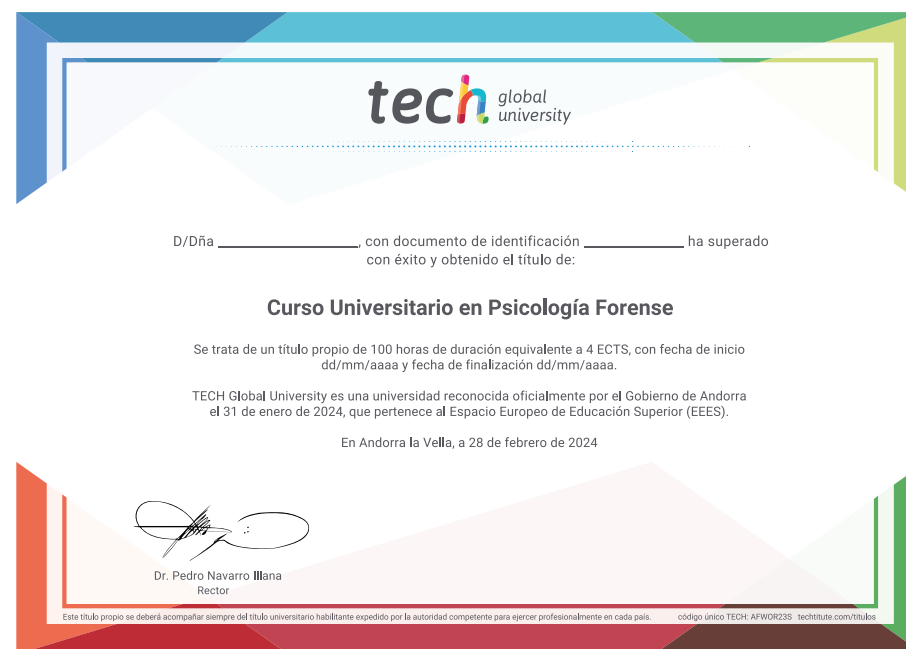 tech global university
D/Dña ____________________, con documento de identificación ______________ ha superado
con éxito y obtenido el título de:
Curso Universitario en Psicología Forense
Se trata de un título propio de 100 horas de duración equivalente a 4 ECTS, con fecha de inicio
dd/mm/aaaa y fecha de finalización dd/mm/aaaa.
TECH Global University es una universidad reconocida oficialmente por el Gobierno de Andorra
el 31 de enero de 2024, que pertenece al Espacio Europeo de Educación Superior (EEES).
En Andorra la Vella, a 28 de febrero de 2024
Dr. Pedro Navarro Illana
Rector
Este título propio se deberá acompañar siempre del título universitario habilitante expedido por la autoridad competente para ejercer profesionalmente en cada país. código único TECH: AFWOR23S techtitute.com/titulos